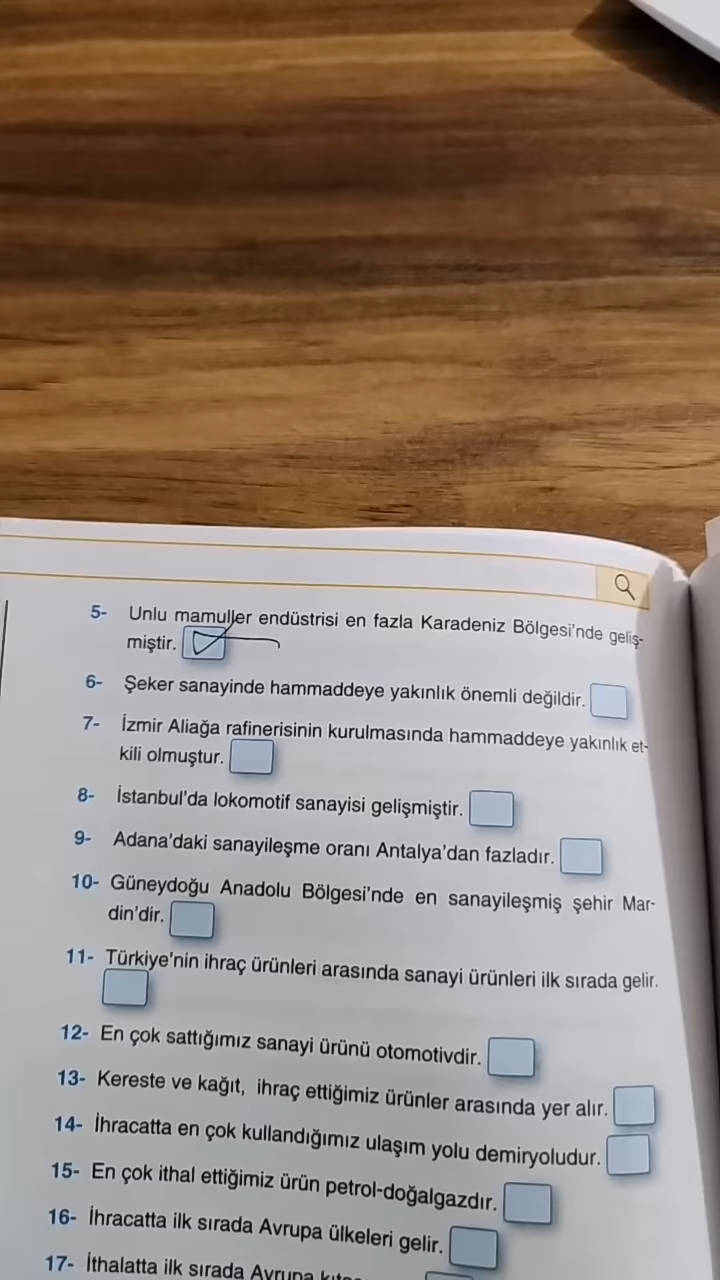 5- Unlu mamuller endüstrisi en fazla Karadeniz Bölgesi'nde geliş-
miştir.
6- Şeker sanayinde hammaddeye yakınlık önemli değildir.
7- İzmir Aliağa rafinerisinin kurulmasında hammaddeye yakınlık et-
kili olmuştur.
8- İstanbul'da lokomotif sanayisi gelişmiştir.
9- Adana'daki sanayileşme oranı Antalya'dan fazladır.
10- Güneydoğu Anadolu Bölgesi'nde en sanayileşmiş şehir Mar-
din'dir.
11- Türkiye'nin ihraç ürünleri arasında sanayi ürünleri ilk sırada gelir.
12- En çok sattığımız sanayi ürünü otomotivdir.
13- Kereste ve kağıt, ihraç ettiğimiz ürünler arasında yer alır.
14- İhracatta en çok kullandığımız ulaşım yolu demiryoludur.
15- En çok ithal ettiğimiz ürün petrol-doğalgazdır.
16- İhracatta ilk sırada Avrupa ülkeleri gelir.
17- İthalatta ilk sırada Avrupa